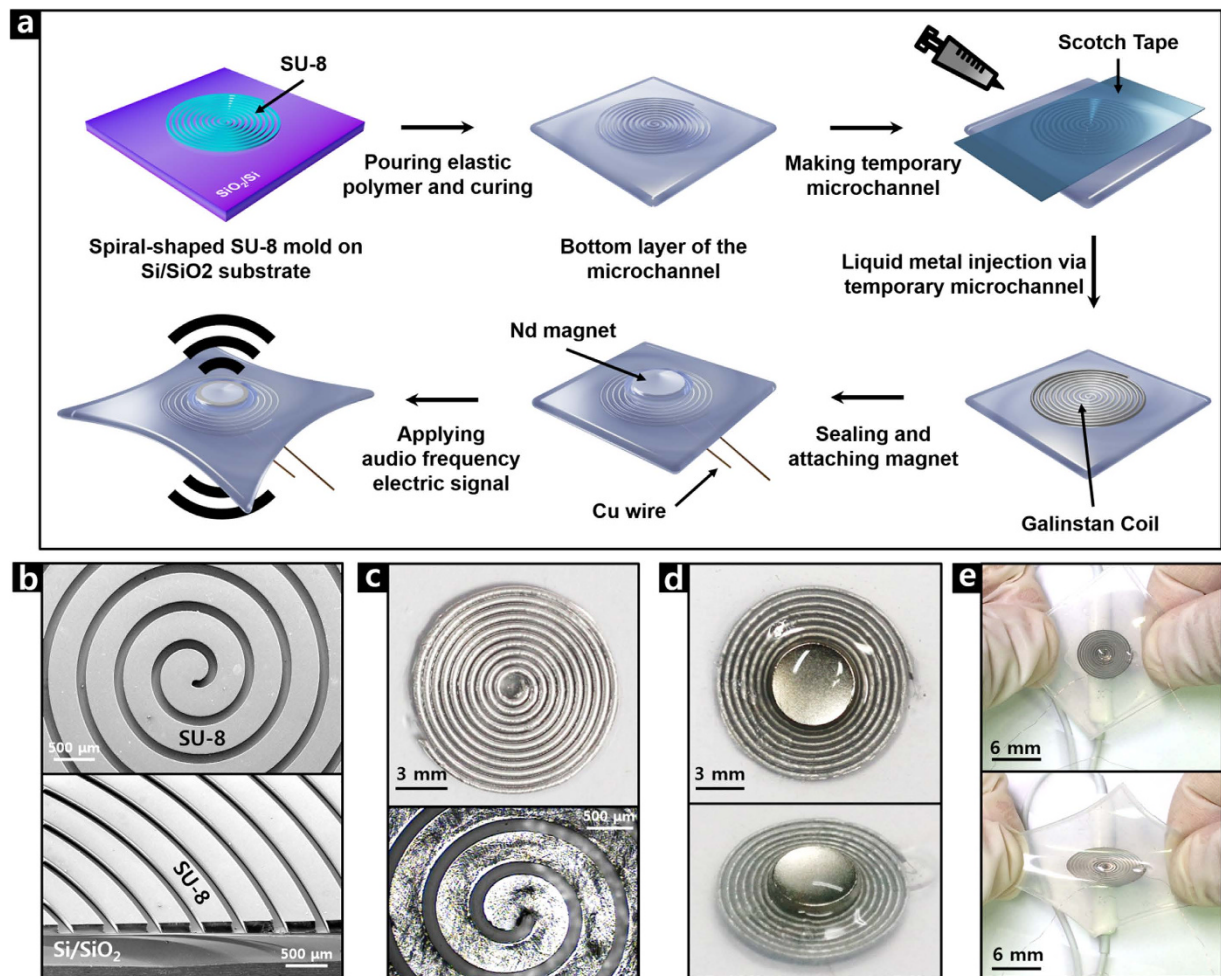 a
SU-8
SiO₂/Si
Spiral-shaped SU-8 mold on
Si/SiO2 substrate
Pouring elastic
polymer and curing
Bottom layer of the
microchannel
Making temporary
microchannel
Scotch Tape
Liquid metal injection via
temporary microchannel
Galinstan Coil
Sealing and
attaching magnet
Nd magnet
Cu wire
Applying
audio frequency
electric signal
b
SU-8
500 μm
SU-8
Si/SiO₂
500 μm
c
3 mm
500 μm
d
3 mm
e
6 mm
6 mm